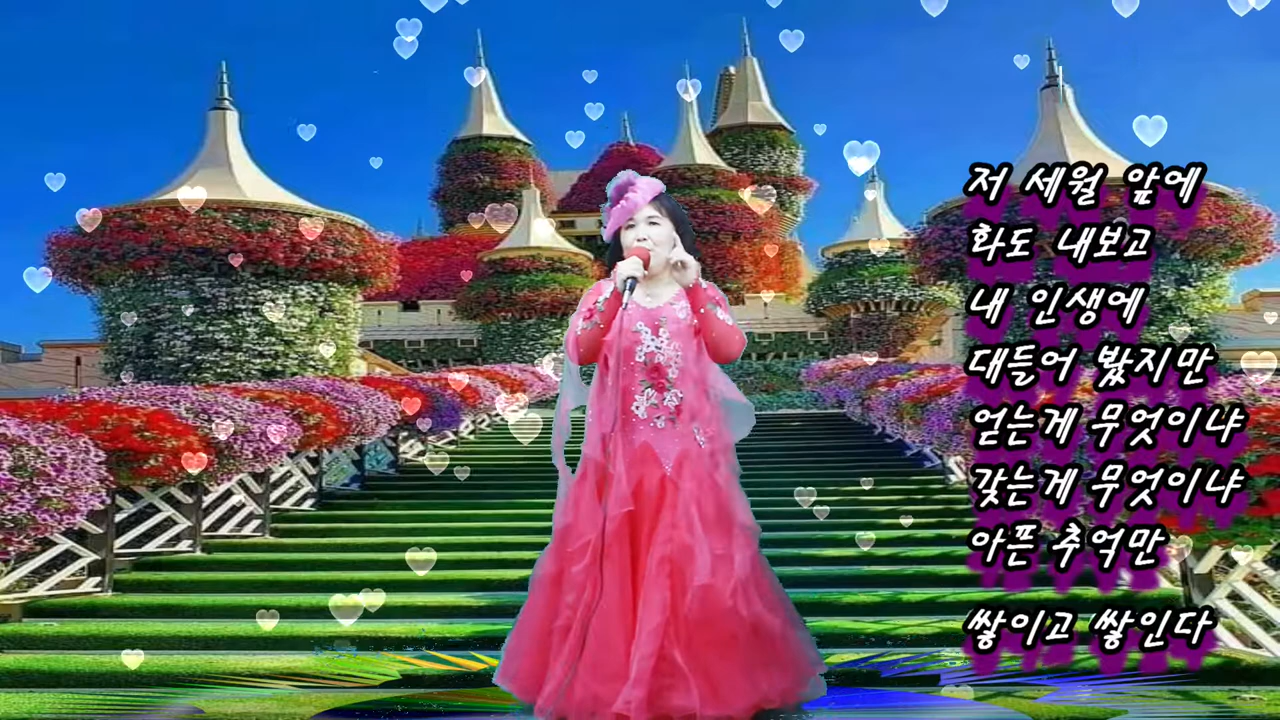 저 세월 앞에
화도 내보고
내 인생에
대들어 봤지만
얻는게 무엇이냐
갖는게 무엇이냐
아픈 추억만
쌓이고 쌓인다